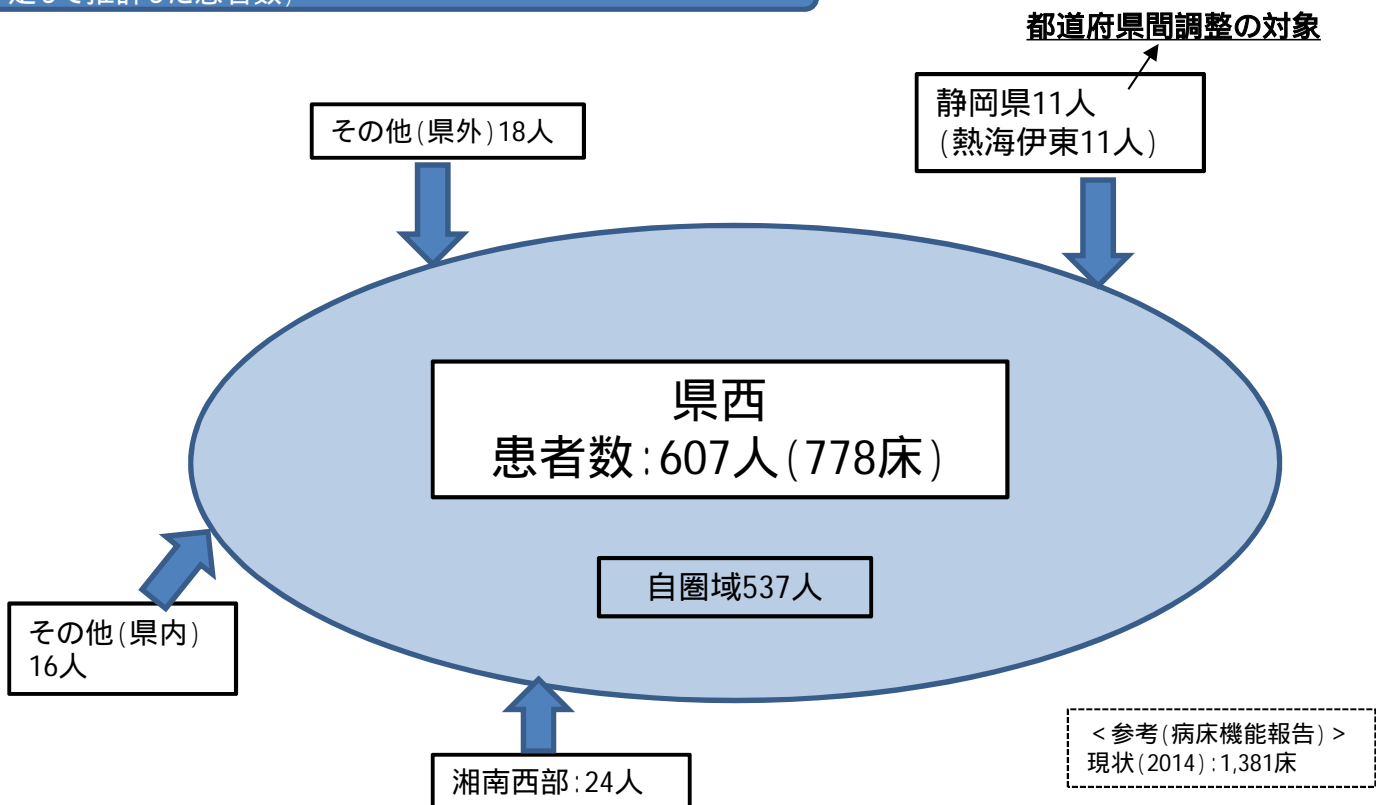 都道府県間調整の対象
静岡県11人
(熱海伊東11人)
その他(県外)18人
県西
患者数:607人(778床)
自圏域537人
その他(県内)
16人
湘南西部:24人
<参考(病床機能報告)>
現状(2014):1,381床